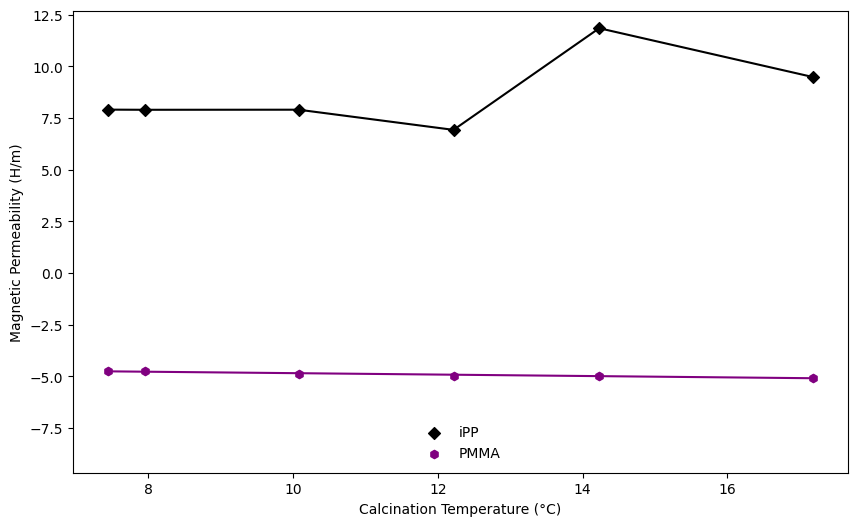 12.5
10.0
7.5
5.0
2.5
0.0
−2.5
−5.0
−7.5
Magnetic Permeability (H/m)
iPP
PMMA
8 10 12 14 16
Calcination Temperature (°C)